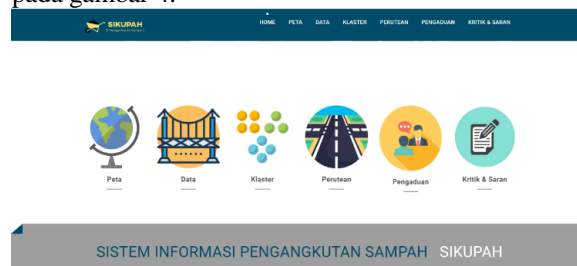 pada gambar 4.
SIKUPAH
HOME PETA DATA KLASTER PERUTEAN PENGADUAN KRITIK & SARAN
Peta Data Klaster Perutean Pengaduan Kritik & Saran
SISTEM INFORMASI PENGANGKUTAN SAMPAH SIKUPAH